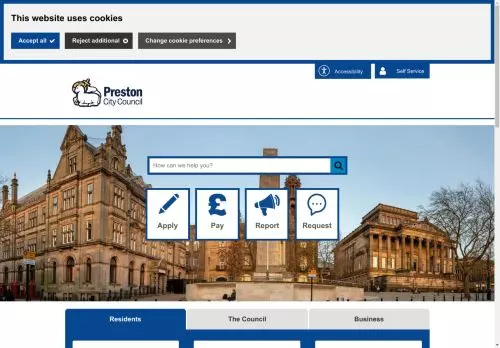 This website uses cookies
Accept all
Reject additional
Change cookie preferences
Accessibility
Self Service
Preston
City Council
How can we help you?
Apply
Pay
Report
Request
Residents
The Council
Business